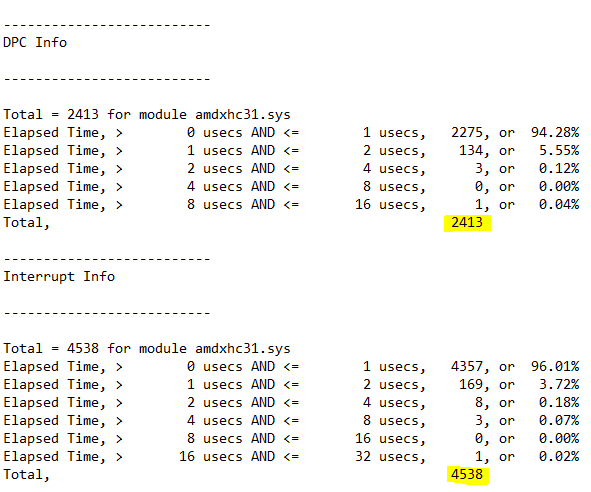 --------------------------
DPC Info
--------------------------
Total = 2413 for module amdxhc31.sys
Elapsed Time, >        0 usecs AND <=        1 usecs,   2275, or  94.28%
Elapsed Time, >        1 usecs AND <=        2 usecs,    134, or   5.55%
Elapsed Time, >        2 usecs AND <=        4 usecs,      3, or   0.12%
Elapsed Time, >        4 usecs AND <=        8 usecs,      0, or   0.00%
Elapsed Time, >        8 usecs AND <=       16 usecs,      1, or   0.04%
Total,                                                  2413
--------------------------
Interrupt Info
--------------------------
Total = 4538 for module amdxhc31.sys
Elapsed Time, >        0 usecs AND <=        1 usecs,   4357, or  96.01%
Elapsed Time, >        1 usecs AND <=        2 usecs,    169, or   3.72%
Elapsed Time, >        2 usecs AND <=        4 usecs,      8, or   0.18%
Elapsed Time, >        4 usecs AND <=        8 usecs,      3, or   0.07%
Elapsed Time, >        8 usecs AND <=       16 usecs,      0, or   0.00%
Elapsed Time, >       16 usecs AND <=       32 usecs,      1, or   0.02%
Total,                                                  4538